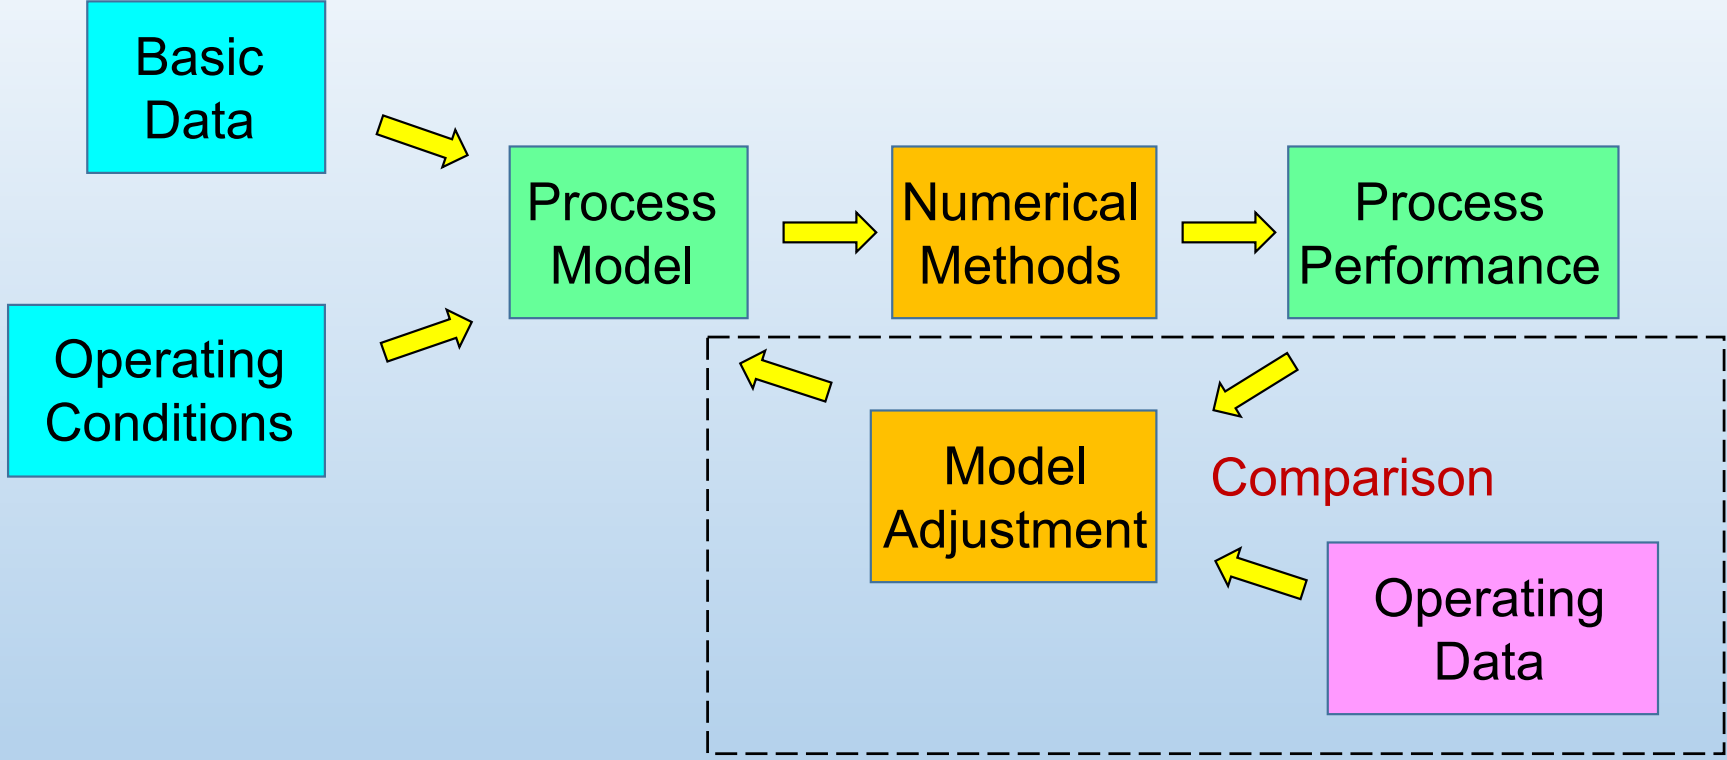 Basic
Data
Operating
Conditions
Process
Model
Numerical
Methods
Process
Performance
Model
Adjustment
Comparison
Operating
Data